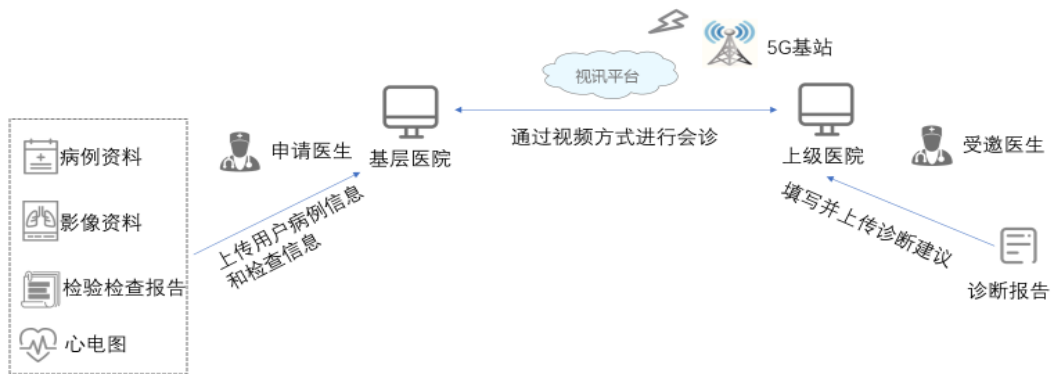 5G基站
视讯平台
通过视频方式进行会诊
基层医院
上级医院
申请医生
受邀医生
病例资料
影像资料
检验检查报告
心电图
上传用户病例信息
和检查信息
填写并上传诊断建议
诊断报告